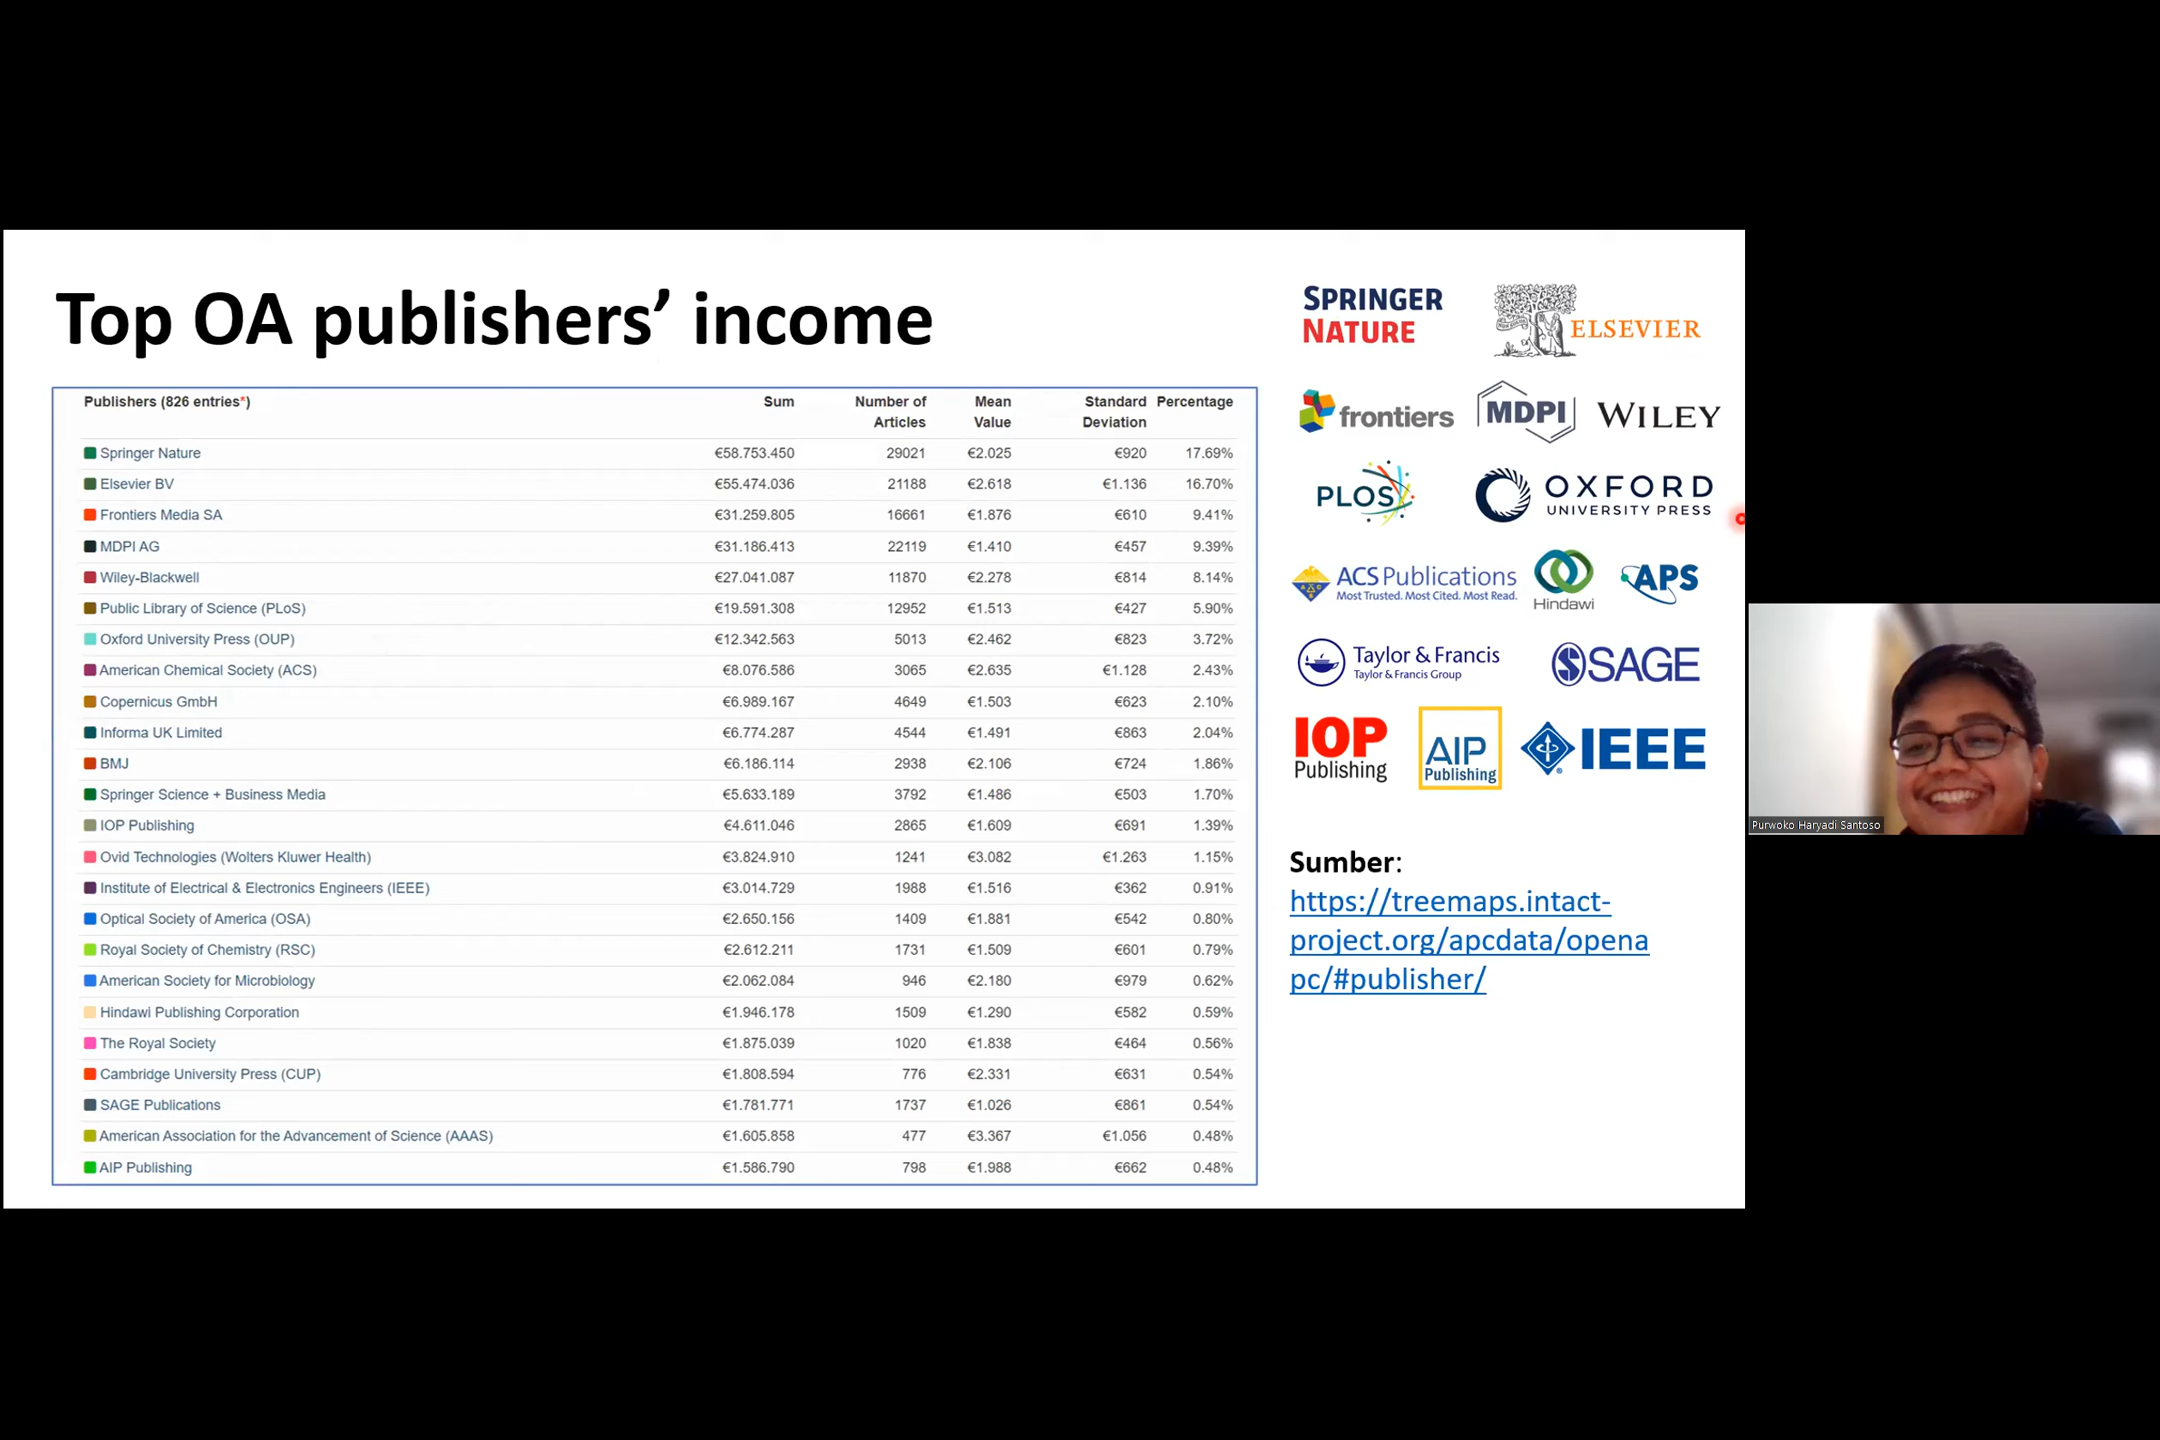 Top OA publishers’ income
Publishers (826 entries*) Sum Number of Articles Mean Value Standard Deviation Percentage
Springer Nature €58.753.450 29021 €2.025 €920 17.69%
Elsevier BV €55.474.036 21188 €2.618 €1.136 16.70%
Frontiers Media SA €31.259.805 16661 €1.876 €610 9.41%
MDPI AG €31.186.413 22119 €1.410 €457 9.39%
Wiley-Blackwell €27.041.087 11870 €2.278 €814 8.14%
Public Library of Science (PLoS) €19.591.308 12952 €1.513 €427 5.90%
Oxford University Press (OUP) €12.342.563 5013 €2.462 €823 3.72%
American Chemical Society (ACS) €8.076.586 3065 €2.635 €1.128 2.43%
Copernicus GmbH €6.989.167 4649 €1.503 €623 2.10%
Informa UK Limited €6.774.287 4544 €1.491 €863 2.04%
BMJ €6.186.114 2938 €2.106 €724 1.86%
Springer Science + Business Media €5.633.189 3792 €1.486 €503 1.70%
IOP Publishing €4.611.046 2865 €1.609 €691 1.39%
Ovid Technologies (Wolters Kluwer Health) €3.824.910 1241 €3.082 €1.263 1.15%
Institute of Electrical & Electronics Engineers (IEEE) €3.014.729 1988 €1.516 €362 0.91%
Optical Society of America (OSA) €2.650.156 1409 €1.881 €542 0.80%
Royal Society of Chemistry (RSC) €2.612.211 1731 €1.509 €601 0.79%
American Society for Microbiology €2.062.084 946 €2.180 €979 0.62%
Hindawi Publishing Corporation €1.946.178 1509 €1.290 €582 0.59%
The Royal Society €1.875.039 1020 €1.838 €464 0.56%
Cambridge University Press (CUP) €1.808.594 776 €2.331 €631 0.54%
SAGE Publications €1.781.771 1737 €1.026 €861 0.54%
American Association for the Advancement of Science (AAAS) €1.605.858 477 €3.367 €1.056 0.48%
AIP Publishing €1.586.790 798 €1.988 €662 0.48%
SPRINGER
NATURE
ELSEVIER
frontiers
MDPI
WILEY
PLOS
OXFORD
UNIVERSITY PRESS
ACS Publications
Most Trusted. Most Cited. Most Read.
Hindawi
APS
Taylor & Francis
Taylor & Francis Group
SAGE
IOP
Publishing
AIP
Publishing
IEEE
Sumber:
https://treemaps.intact-
project.org/apcdata/opena
pc/#publisher/
Purwoko Haryadi Santoso